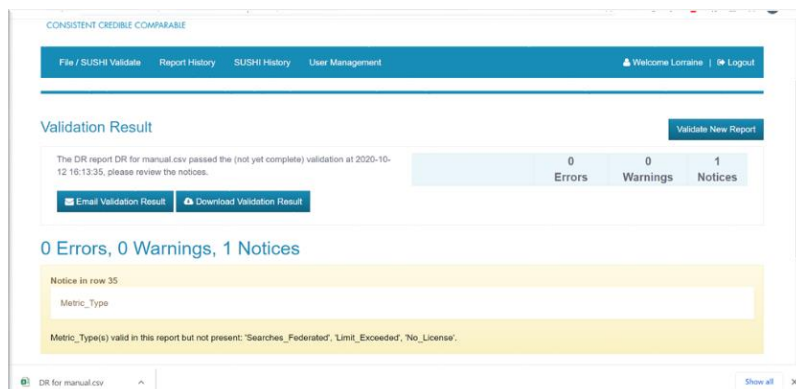 CONSISTENT CREDIBLE COMPARABLE
File / SUSHI Validate Report History SUSHI History User Management Welcome Lorraine | Logout
Validation Result
Validate New Report
The DR report DR for manual.csv passed the (not yet complete) validation at 2020-10-
12 16:13:35, please review the notices.
0 0 1
Errors Warnings Notices
Email Validation Result Download Validation Result
0 Errors, 0 Warnings, 1 Notices
Notice in row 35
Metric_Type
Metric_Type(s) valid in this report but not present: 'Searches_Federated', 'Limit_Exceeded', 'No_License'.
DR for manual.csv Show all